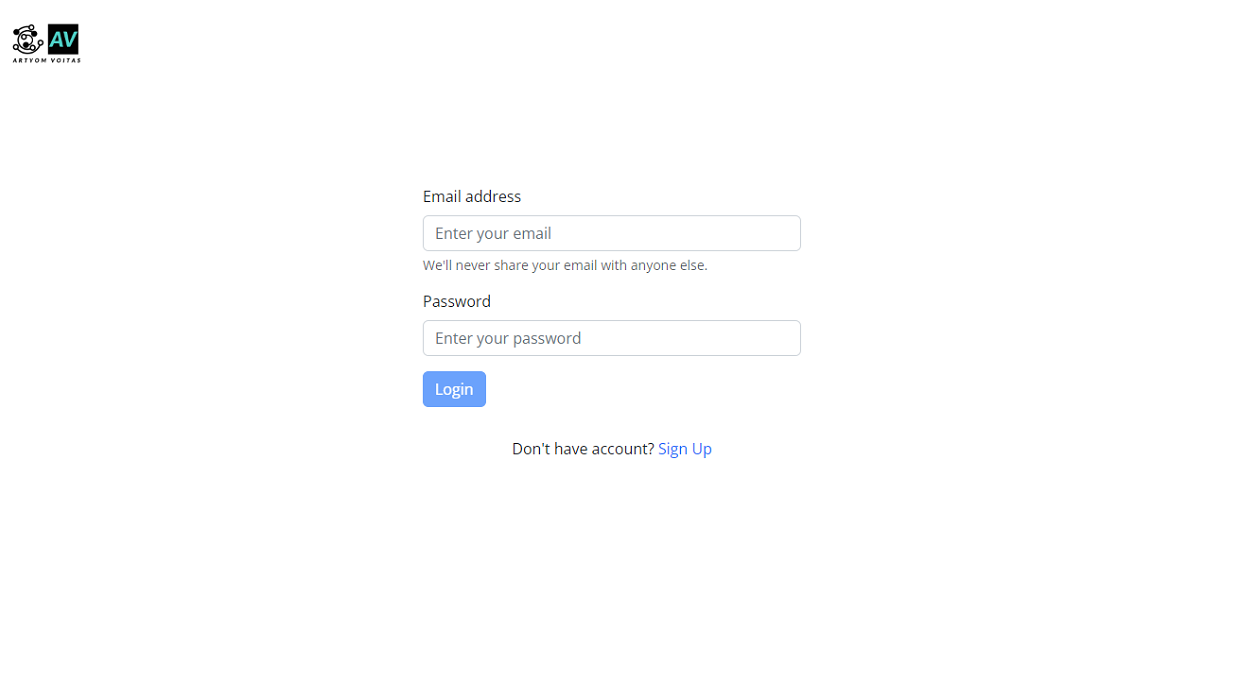 AV
ARTYOM VOITAS
Email address
Enter your email
We'll never share your email with anyone else.
Password
Enter your password
Login
Don't have account? Sign Up